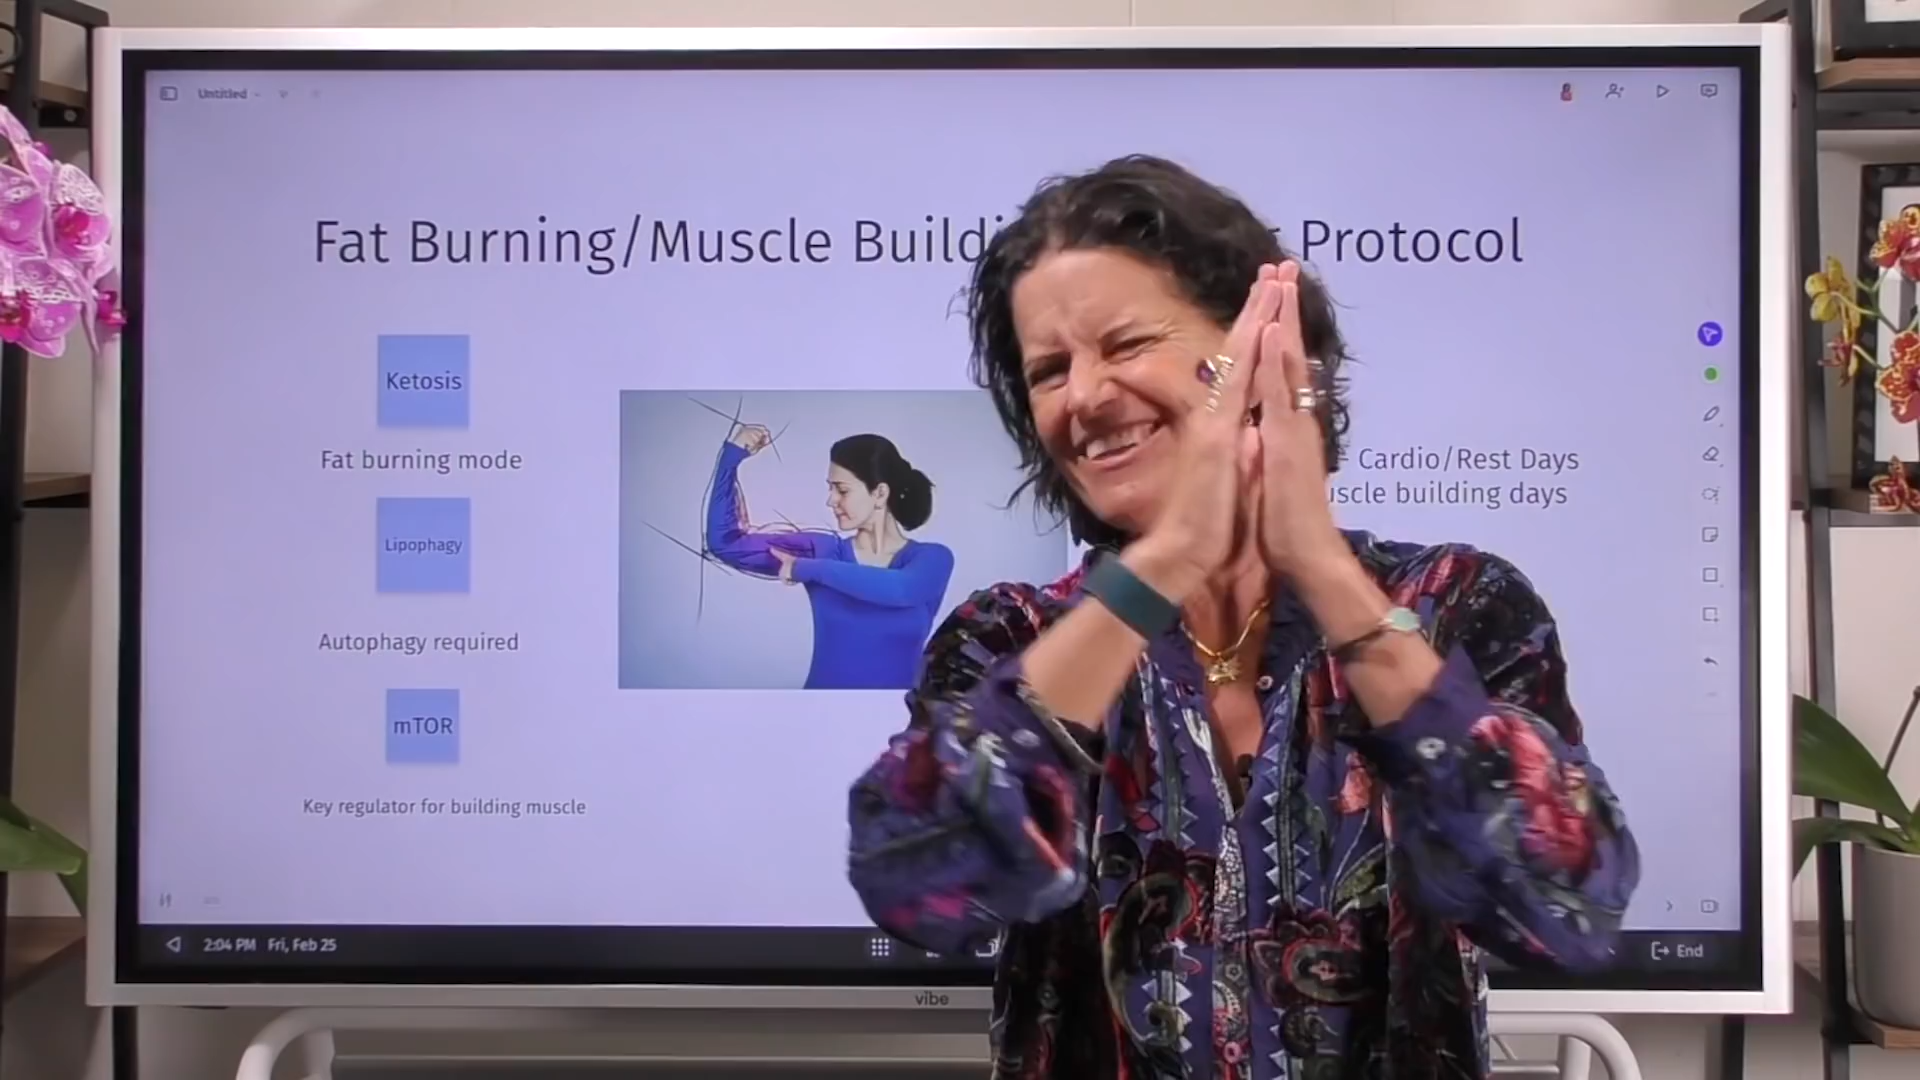 Untitled
Fat Burning/Muscle Buildi Protocol
Ketosis
Fat burning mode
Cardio/Rest Days
uscle building days
Lipophagy
Autophagy required
mTOR
Key regulator for building muscle
2:04 PM Fri, Feb 25
End
vibe